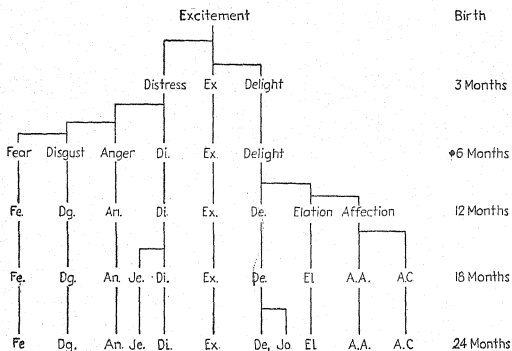 Excitement Birth
Distress Ex Delight 3 Months
Fear Disgust Anger Di. Ex. Delight 6 Months
Fe. Dg. An. Di. Ex. De. Elation Affection 12 Months
Fe. Dg. An. Je. Di. Ex. De. El A.A. A.C 18 Months
Fe Dg. An. Je. Di. Ex. De, Jo. El A.A. A.C 24 Months